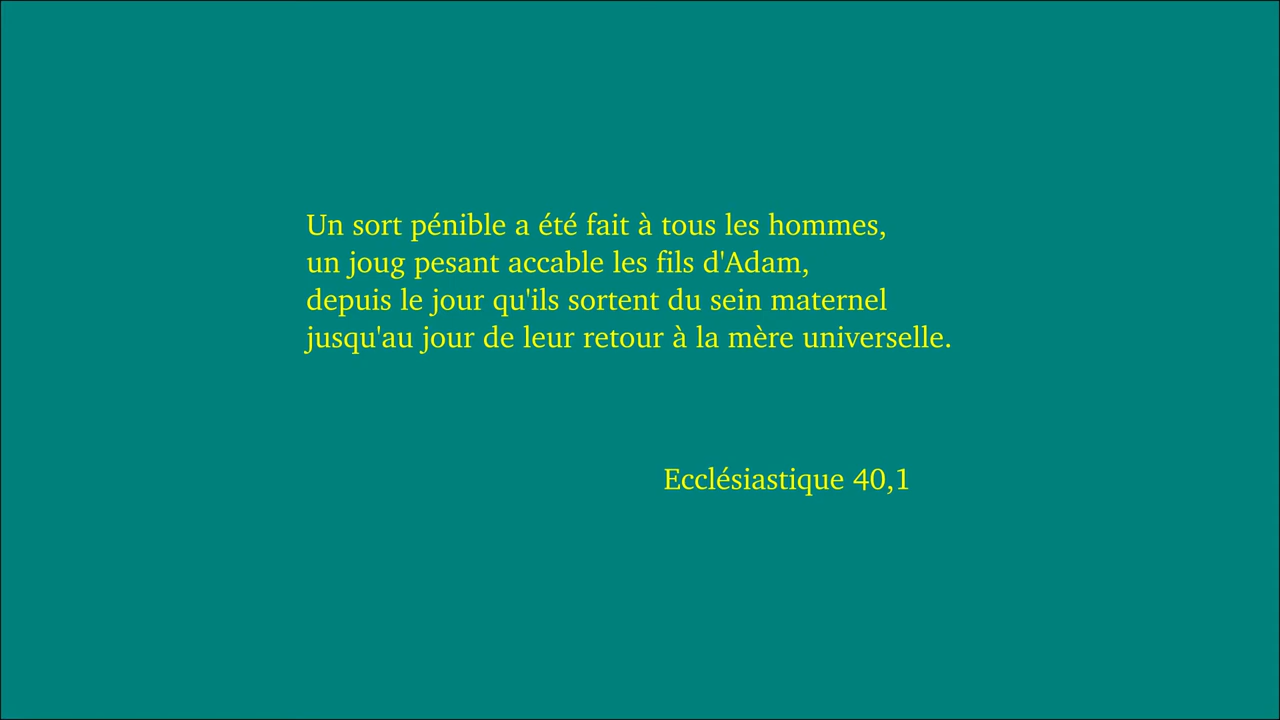 Un sort pénible a été fait à tous les hommes,
un joug pesant accable les fils d'Adam,
depuis le jour qu'ils sortent du sein maternel
jusqu'au jour de leur retour à la mère universelle.
Ecclésiastique 40,1